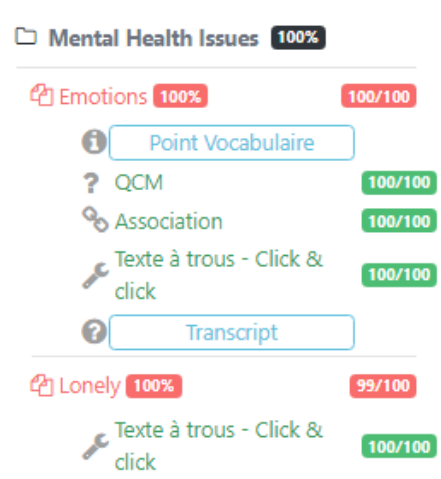 Mental Health Issues 100%
Emotions 100% 100/100
Point Vocabulaire
? QCM 100/100
Association 100/100
Texte à trous - Click &
click 100/100
Transcript
Lonely 100% 99/100
Texte à trous - Click &
click 100/100